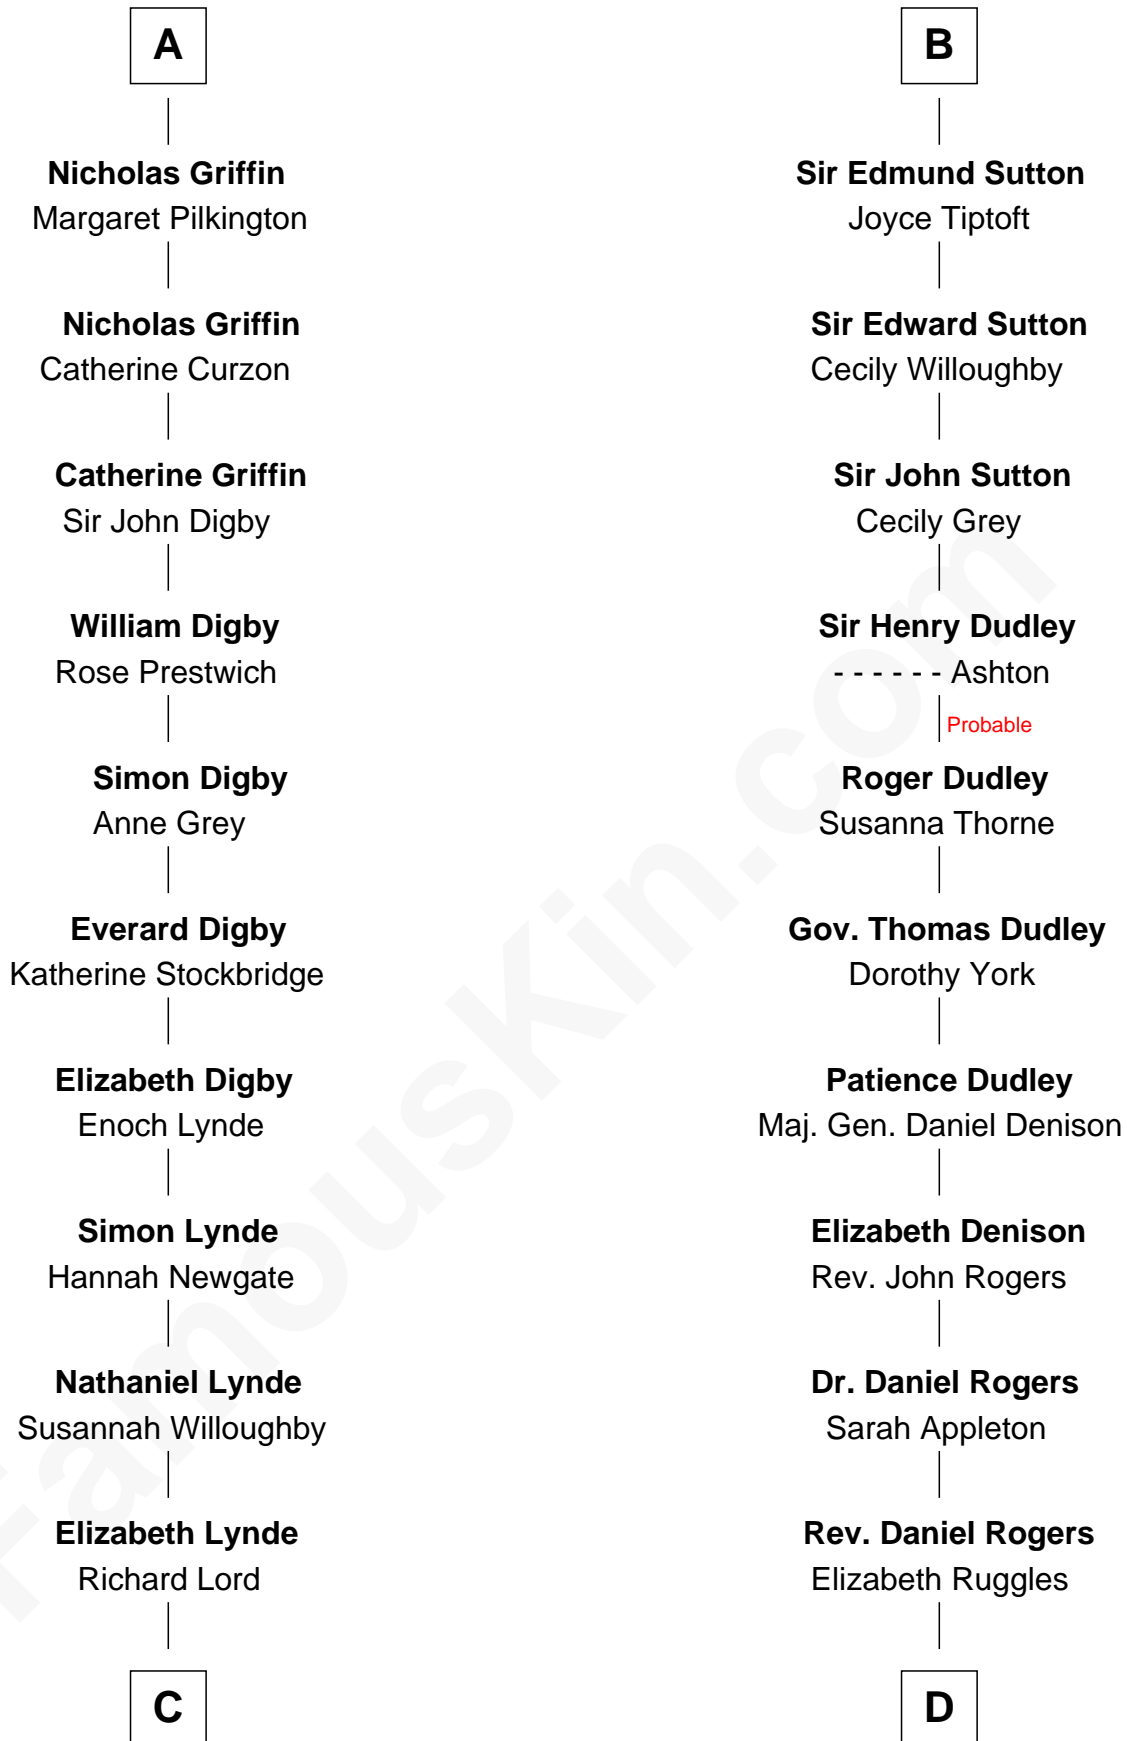 A
Nicholas Griffin
Margaret Pilkington
Nicholas Griffin
Catherine Curzon
Catherine Griffin
Sir John Digby
William Digby
Rose Prestwich
Simon Digby
Anne Grey
Everard Digby
Katherine Stockbridge
Elizabeth Digby
Enoch Lynde
Simon Lynde
Hannah Newgate
Nathaniel Lynde
Susannah Willoughby
Elizabeth Lynde
Richard Lord
C
B
Sir Edmund Sutton
Joyce Tiptoft
Sir Edward Sutton
Cecily Willoughby
Sir John Sutton
Cecily Grey
Sir Henry Dudley
- - - - - - Ashton
Probable
Roger Dudley
Susanna Thorne
Gov. Thomas Dudley
Dorothy York
Patience Dudley
Maj. Gen. Daniel Denison
Elizabeth Denison
Rev. John Rogers
Dr. Daniel Rogers
Sarah Appleton
Rev. Daniel Rogers
Elizabeth Ruggles
D
FamousKin.com